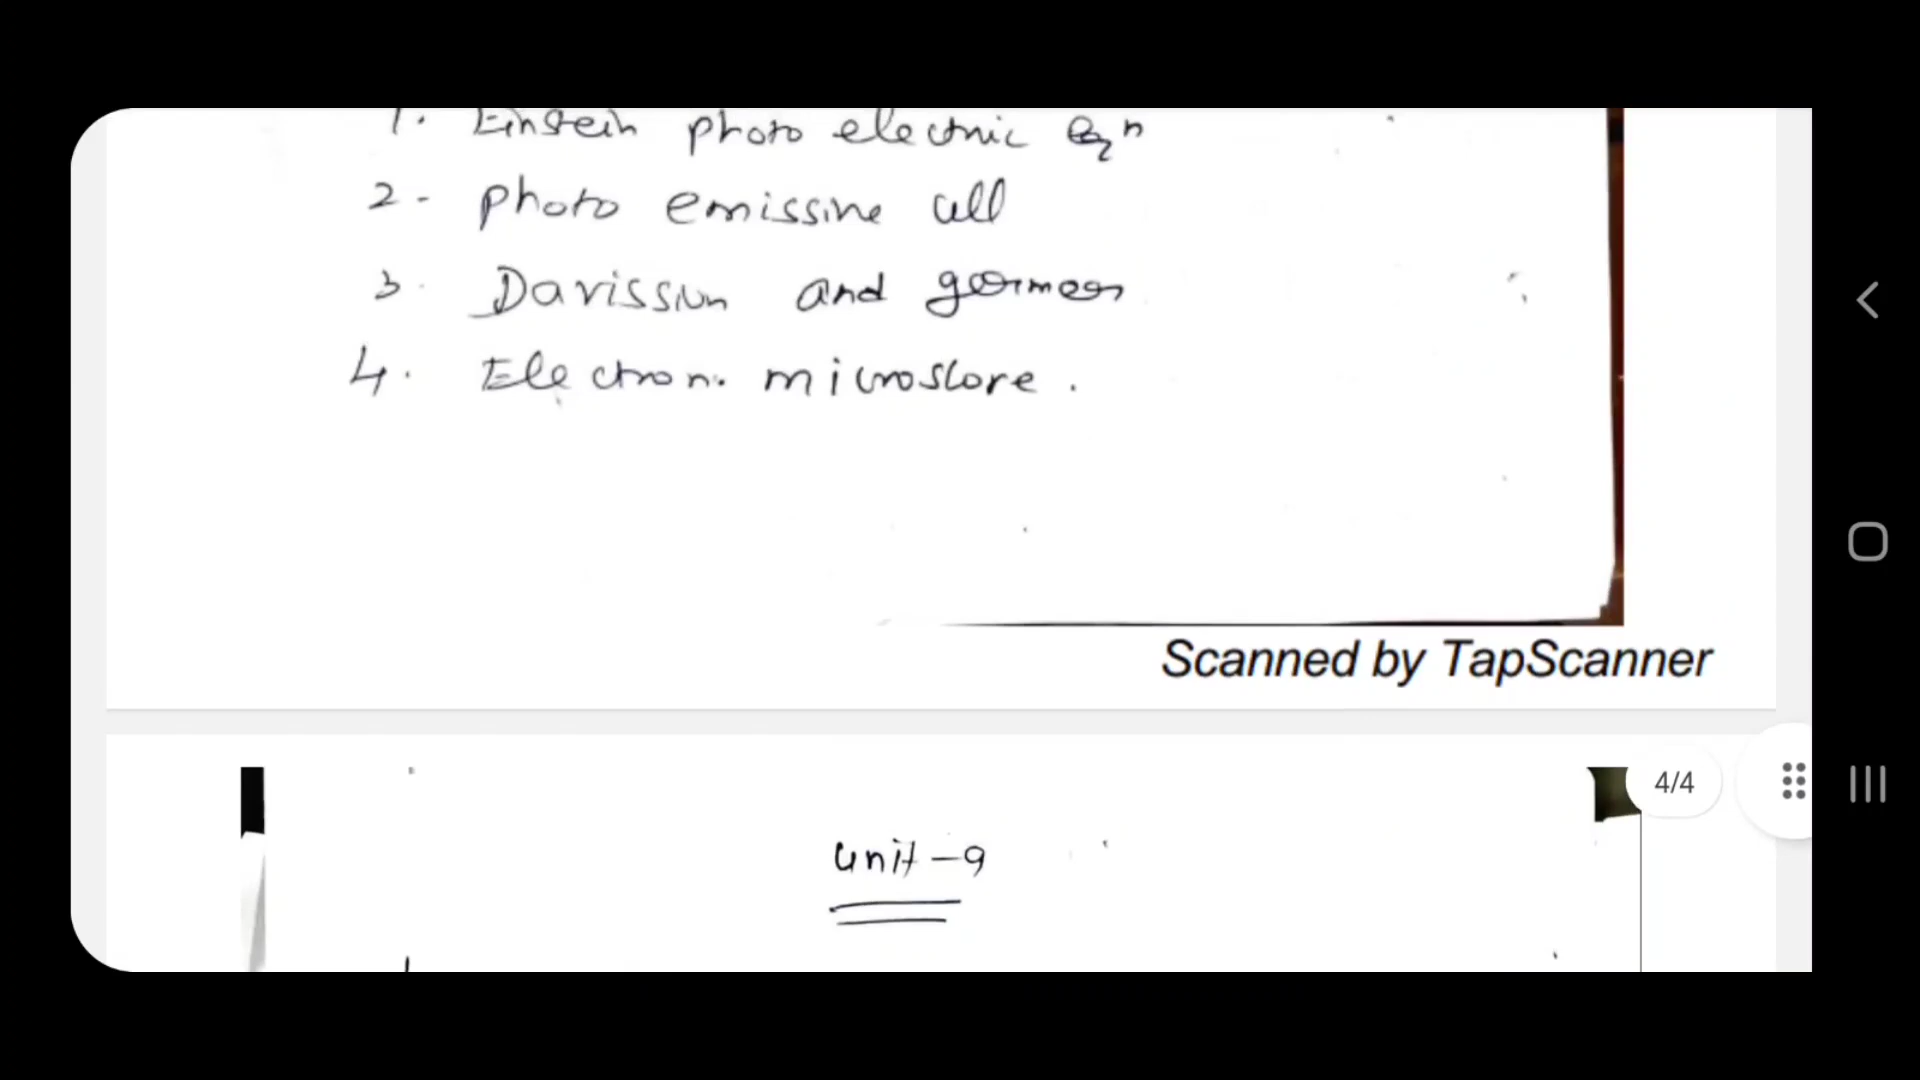 1. Einstein photo electric eqn
2- photo emissive cell
3. Davission and germer
4. Electron. microscope.
Scanned by TapScanner
4/4
Unit-9